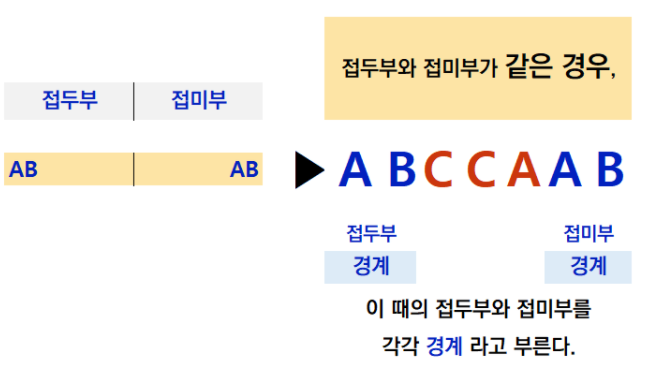 접두부와 접미부가 같은 경우,
접두부 접미부
AB AB
▶ A B C C A A B
접두부 접미부
경계 경계
이 때의 접두부와 접미부를
각각 경계 라고 부른다.